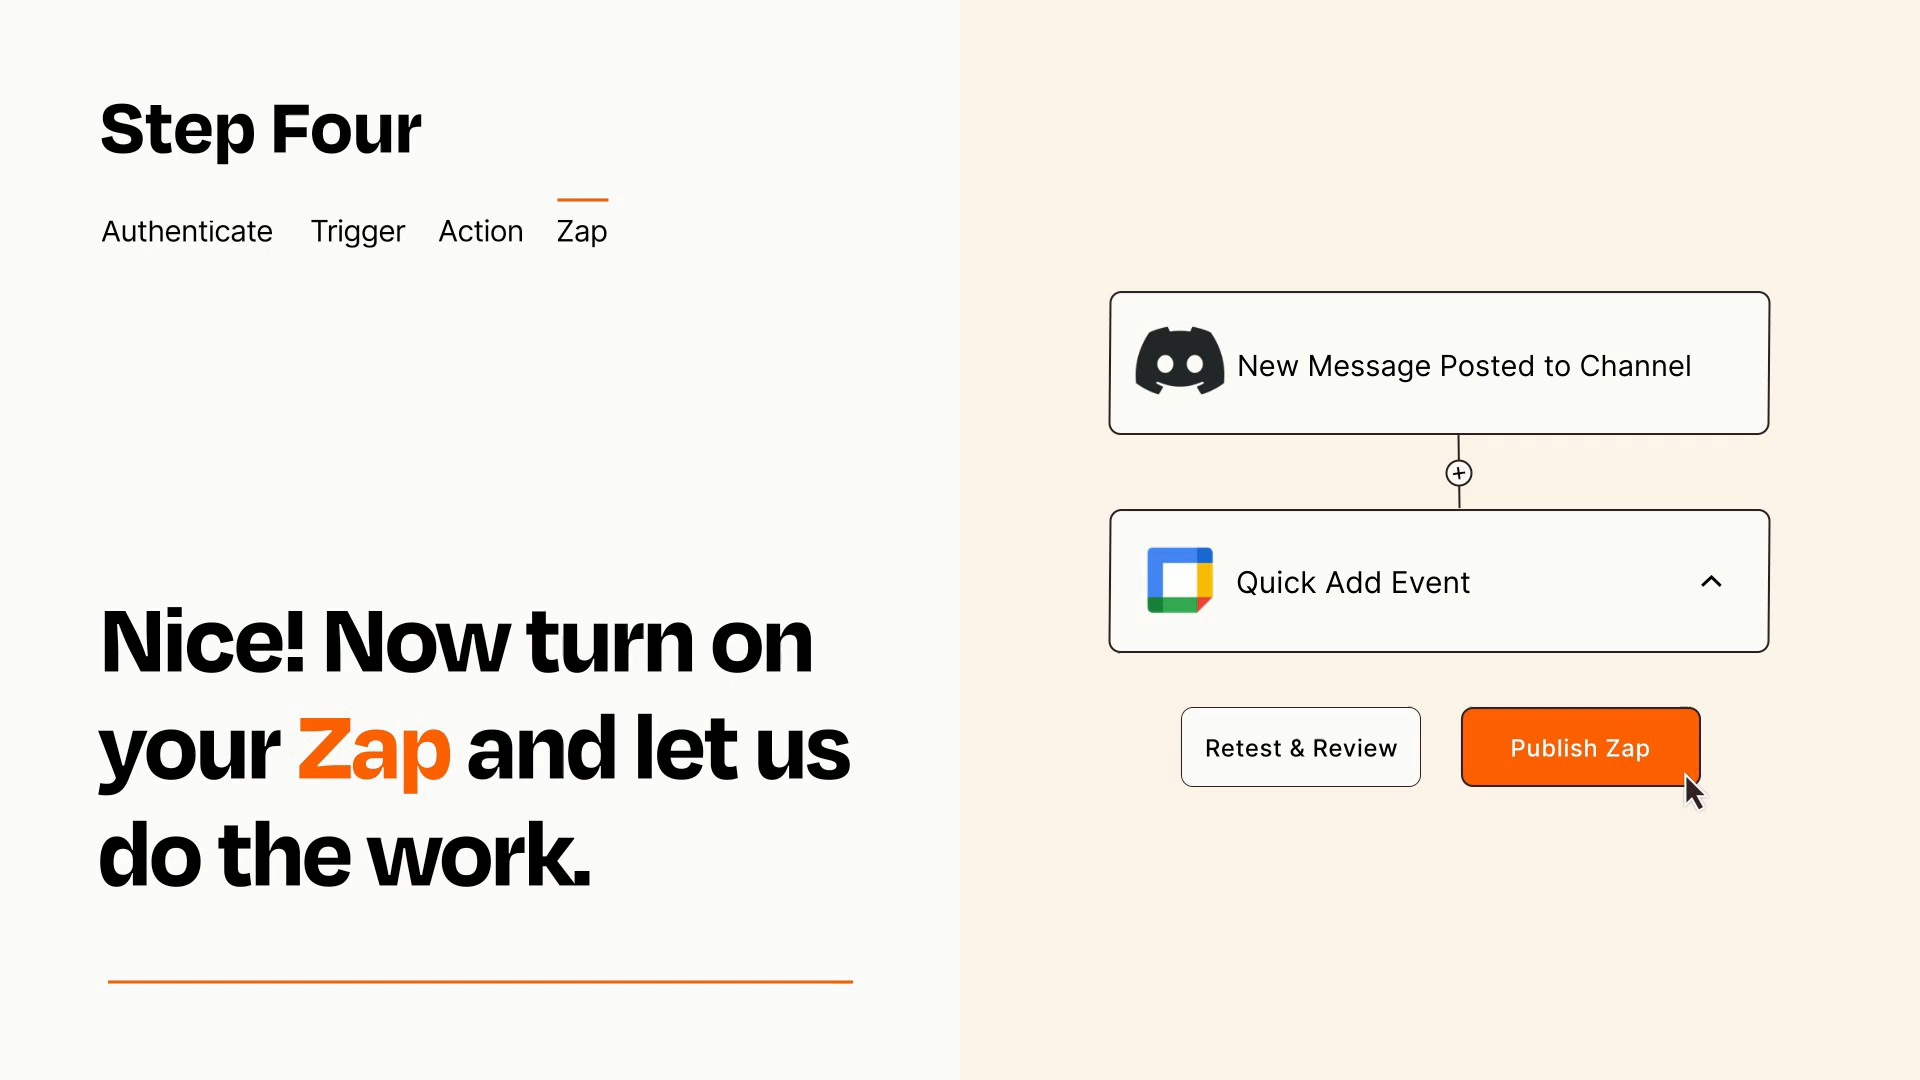 Step Four
Authenticate Trigger Action Zap
Nice! Now turn on
your Zap and let us
do the work.
New Message Posted to Channel
Quick Add Event
Retest & Review
Publish Zap